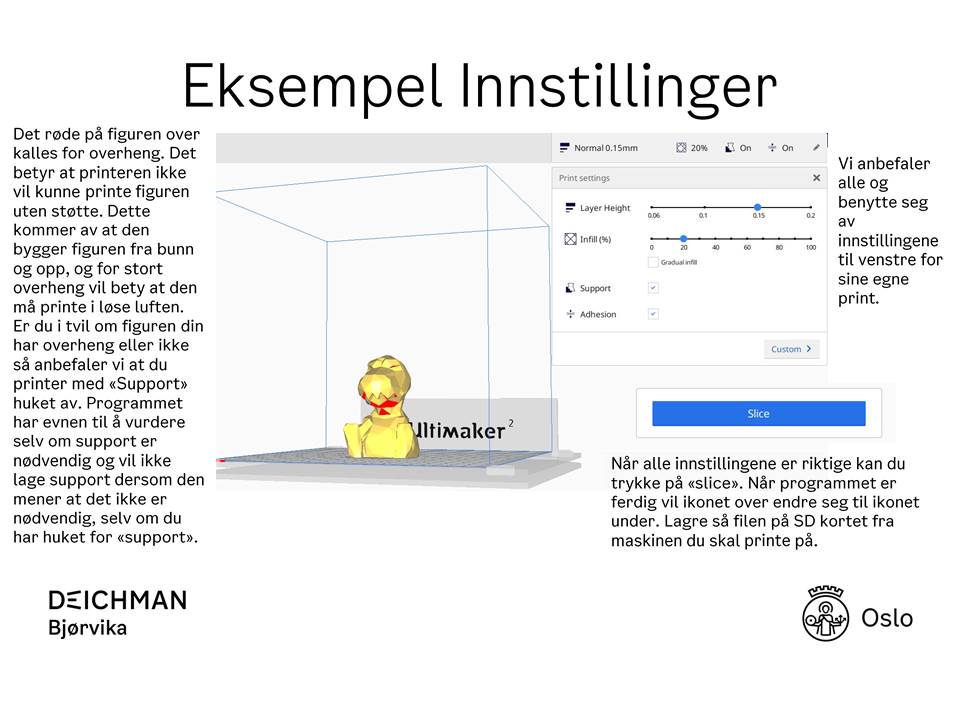 Eksempel Innstillinger
Det røde på figuren over
kalles for overheng. Det
betyr at printeren ikke
vil kunne printe figuren
uten støtte. Dette
kommer av at den
bygger figuren fra bunn
og opp, og for stort
overheng vil bety at den
må printe i løse luften.
Er du i tvil om figuren din
har overheng eller ikke
så anbefaler vi at du
printer med «Support»
huket av. Programmet
har evnen til å vurdere
selv om support er
nødvendig og vil ikke
lage support dersom den
mener at det ikke er
nødvendig, selv om du
har huket for «support».
Ultimaker²
Normal 0.15mm 20% On On
Print settings
Layer Height
0.06 0.1 0.15 0.2
Infill (%)
0 20 40 60 80 100
Gradual infill
Support
Adhesion
Custom
Slice
Vi anbefaler
alle og
benytte seg
av
innstillingene
til venstre for
sine egne
print.
Når alle innstillingene er riktige kan du
trykke på «slice». Når programmet er
ferdig vil ikonet over endre seg til ikonet
under. Lagre så filen på SD kortet fra
maskinen du skal printe på.
DEICHMAN
Bjørvika
Oslo